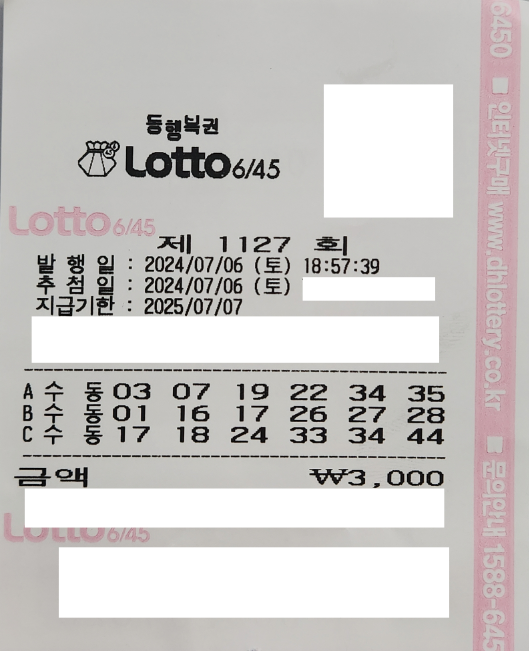 동행복권
Lotto 6/45
Lotto 6/45
제 1127 회
발 행 일 : 2024/07/06 (토) 18:57:39
추 첨 일 : 2024/07/06 (토)
지급기한 : 2025/07/07
A 수 동 03 07 19 22 34 35
B 수 동 01 16 17 26 27 28
C 수 동 17 18 24 33 34 44
금액 ₩3,000
Lotto 6/45
6450 ■ 인터넷구매 www.dhlottery.co.kr ■ 문의안내 1588-645